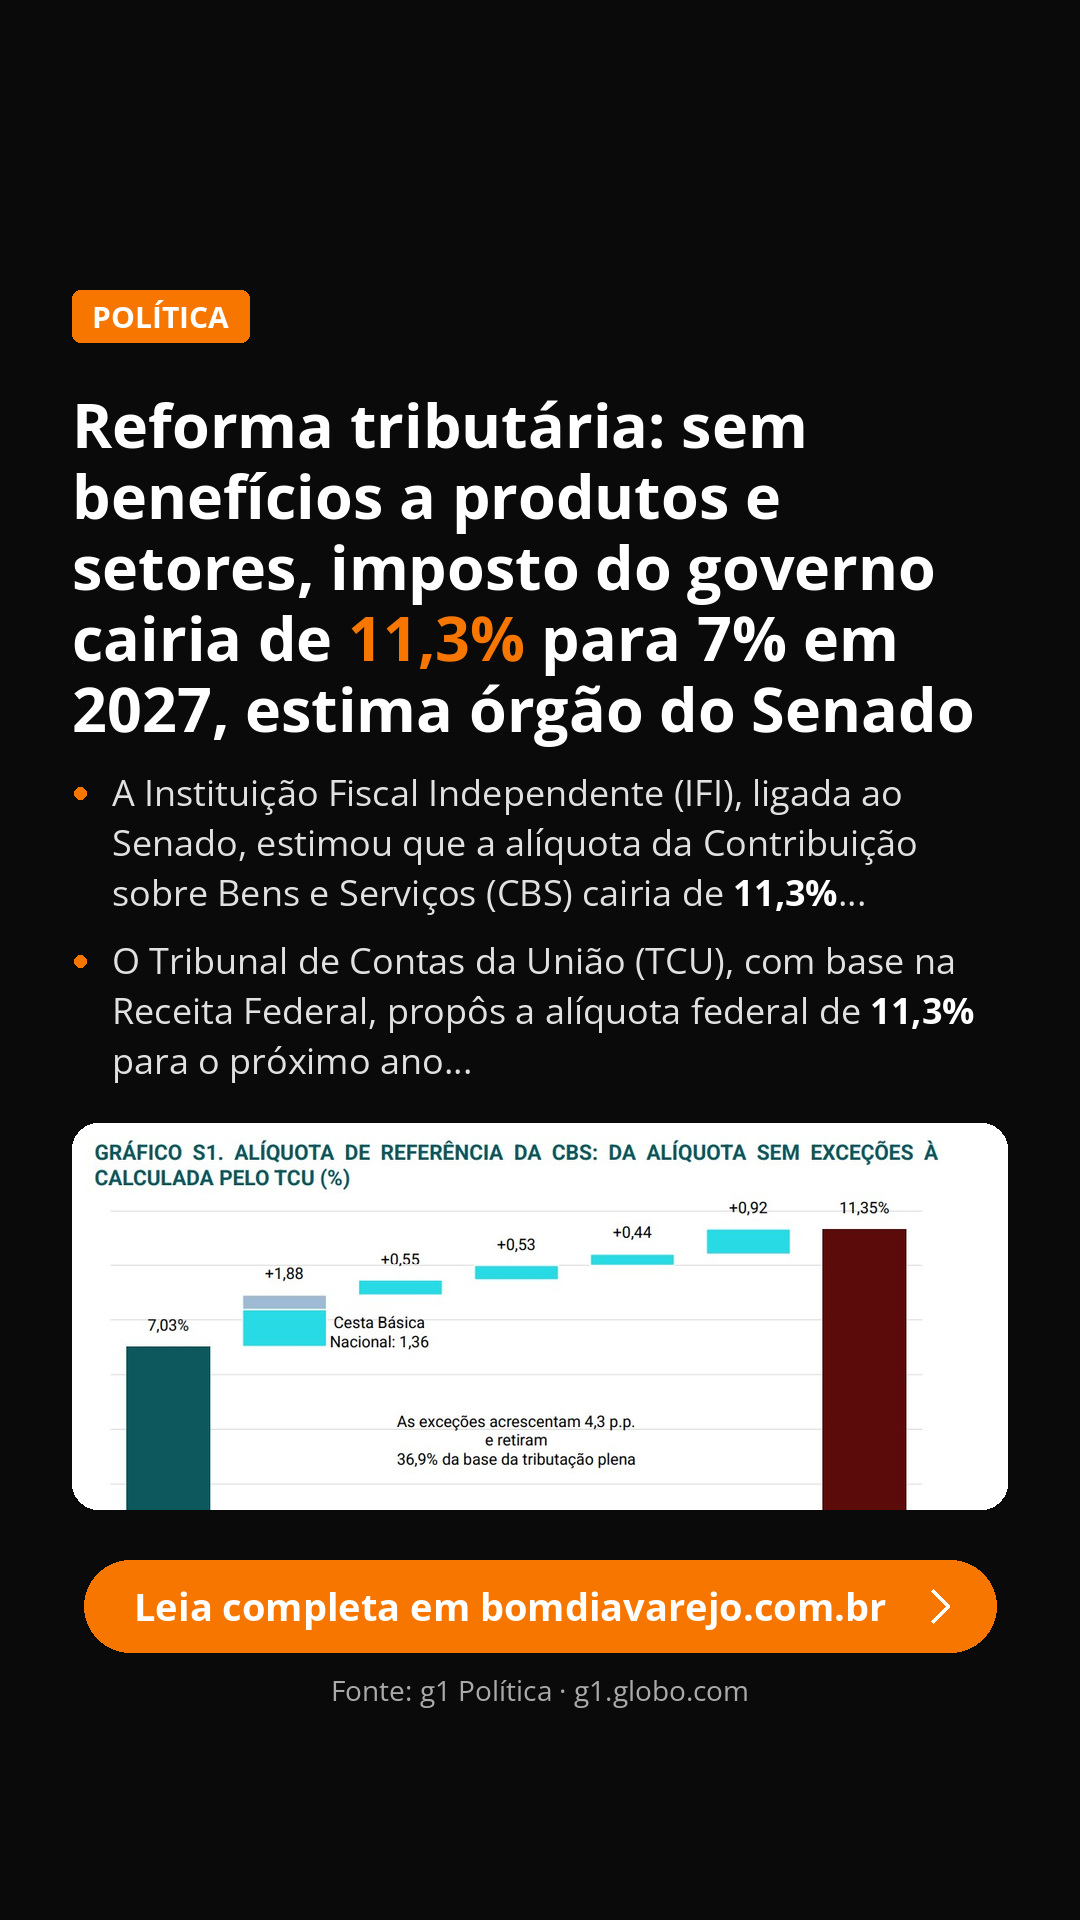 POLÍTICA
Reforma tributária: sem
benefícios a produtos e
setores, imposto do governo
cairia de 11,3% para 7% em
2027, estima órgão do Senado
• A Instituição Fiscal Independente (IFI), ligada ao
Senado, estimou que a alíquota da Contribuição
sobre Bens e Serviços (CBS) cairia de 11,3%...
• O Tribunal de Contas da União (TCU), com base na
Receita Federal, propôs a alíquota federal de 11,3%
para o próximo ano...
GRÁFICO S1. ALÍQUOTA DE REFERÊNCIA DA CBS: DA ALÍQUOTA SEM EXCEÇÕES À
CALCULADA PELO TCU (%)
7,03%
+1,88
Cesta Básica
Nacional: 1,36
+0,55
+0,53
+0,44
+0,92
11,35%
As exceções acrescentam 4,3 p.p.
e retiram
36,9% da base da tributação plena
Leia completa em bomdiavarejo.com.br
Fonte: g1 Política · g1.globo.com